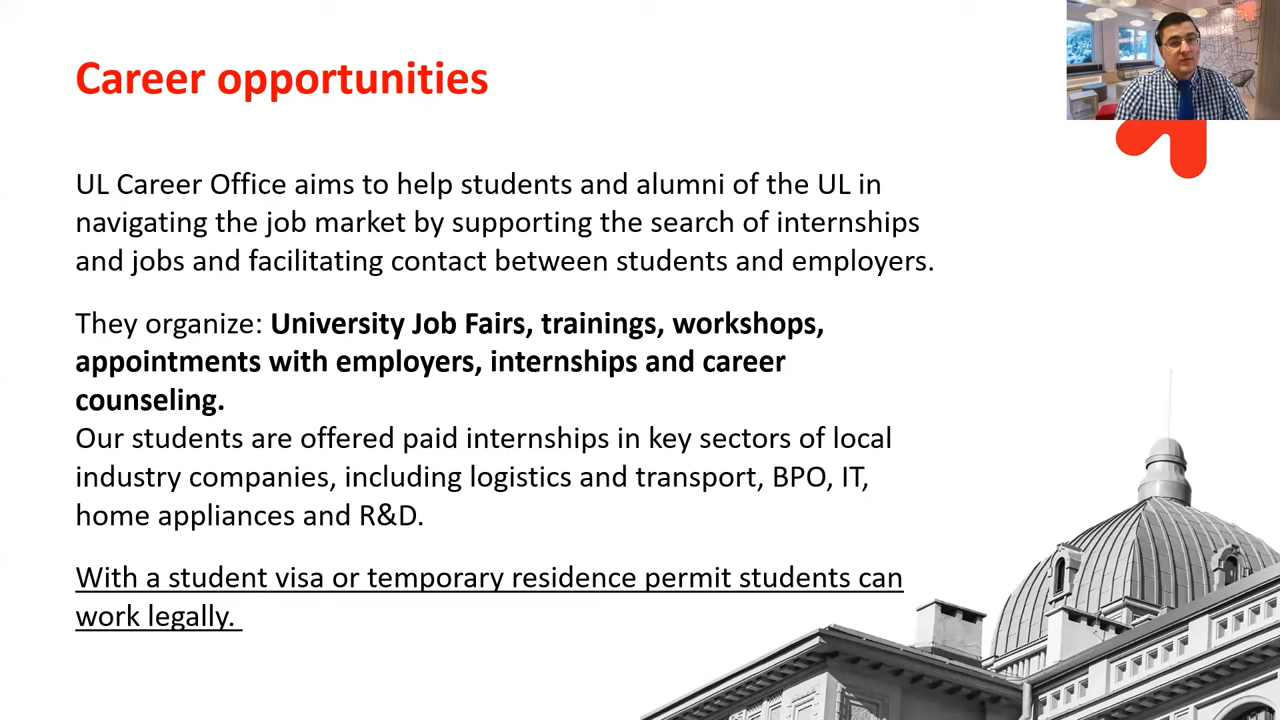 Career opportunities
UL Career Office aims to help students and alumni of the UL in
navigating the job market by supporting the search of internships
and jobs and facilitating contact between students and employers.
They organize: University Job Fairs, trainings, workshops,
appointments with employers, internships and career
counseling.
Our students are offered paid internships in key sectors of local
industry companies, including logistics and transport, BPO, IT,
home appliances and R&D.
With a student visa or temporary residence permit students can
work legally.